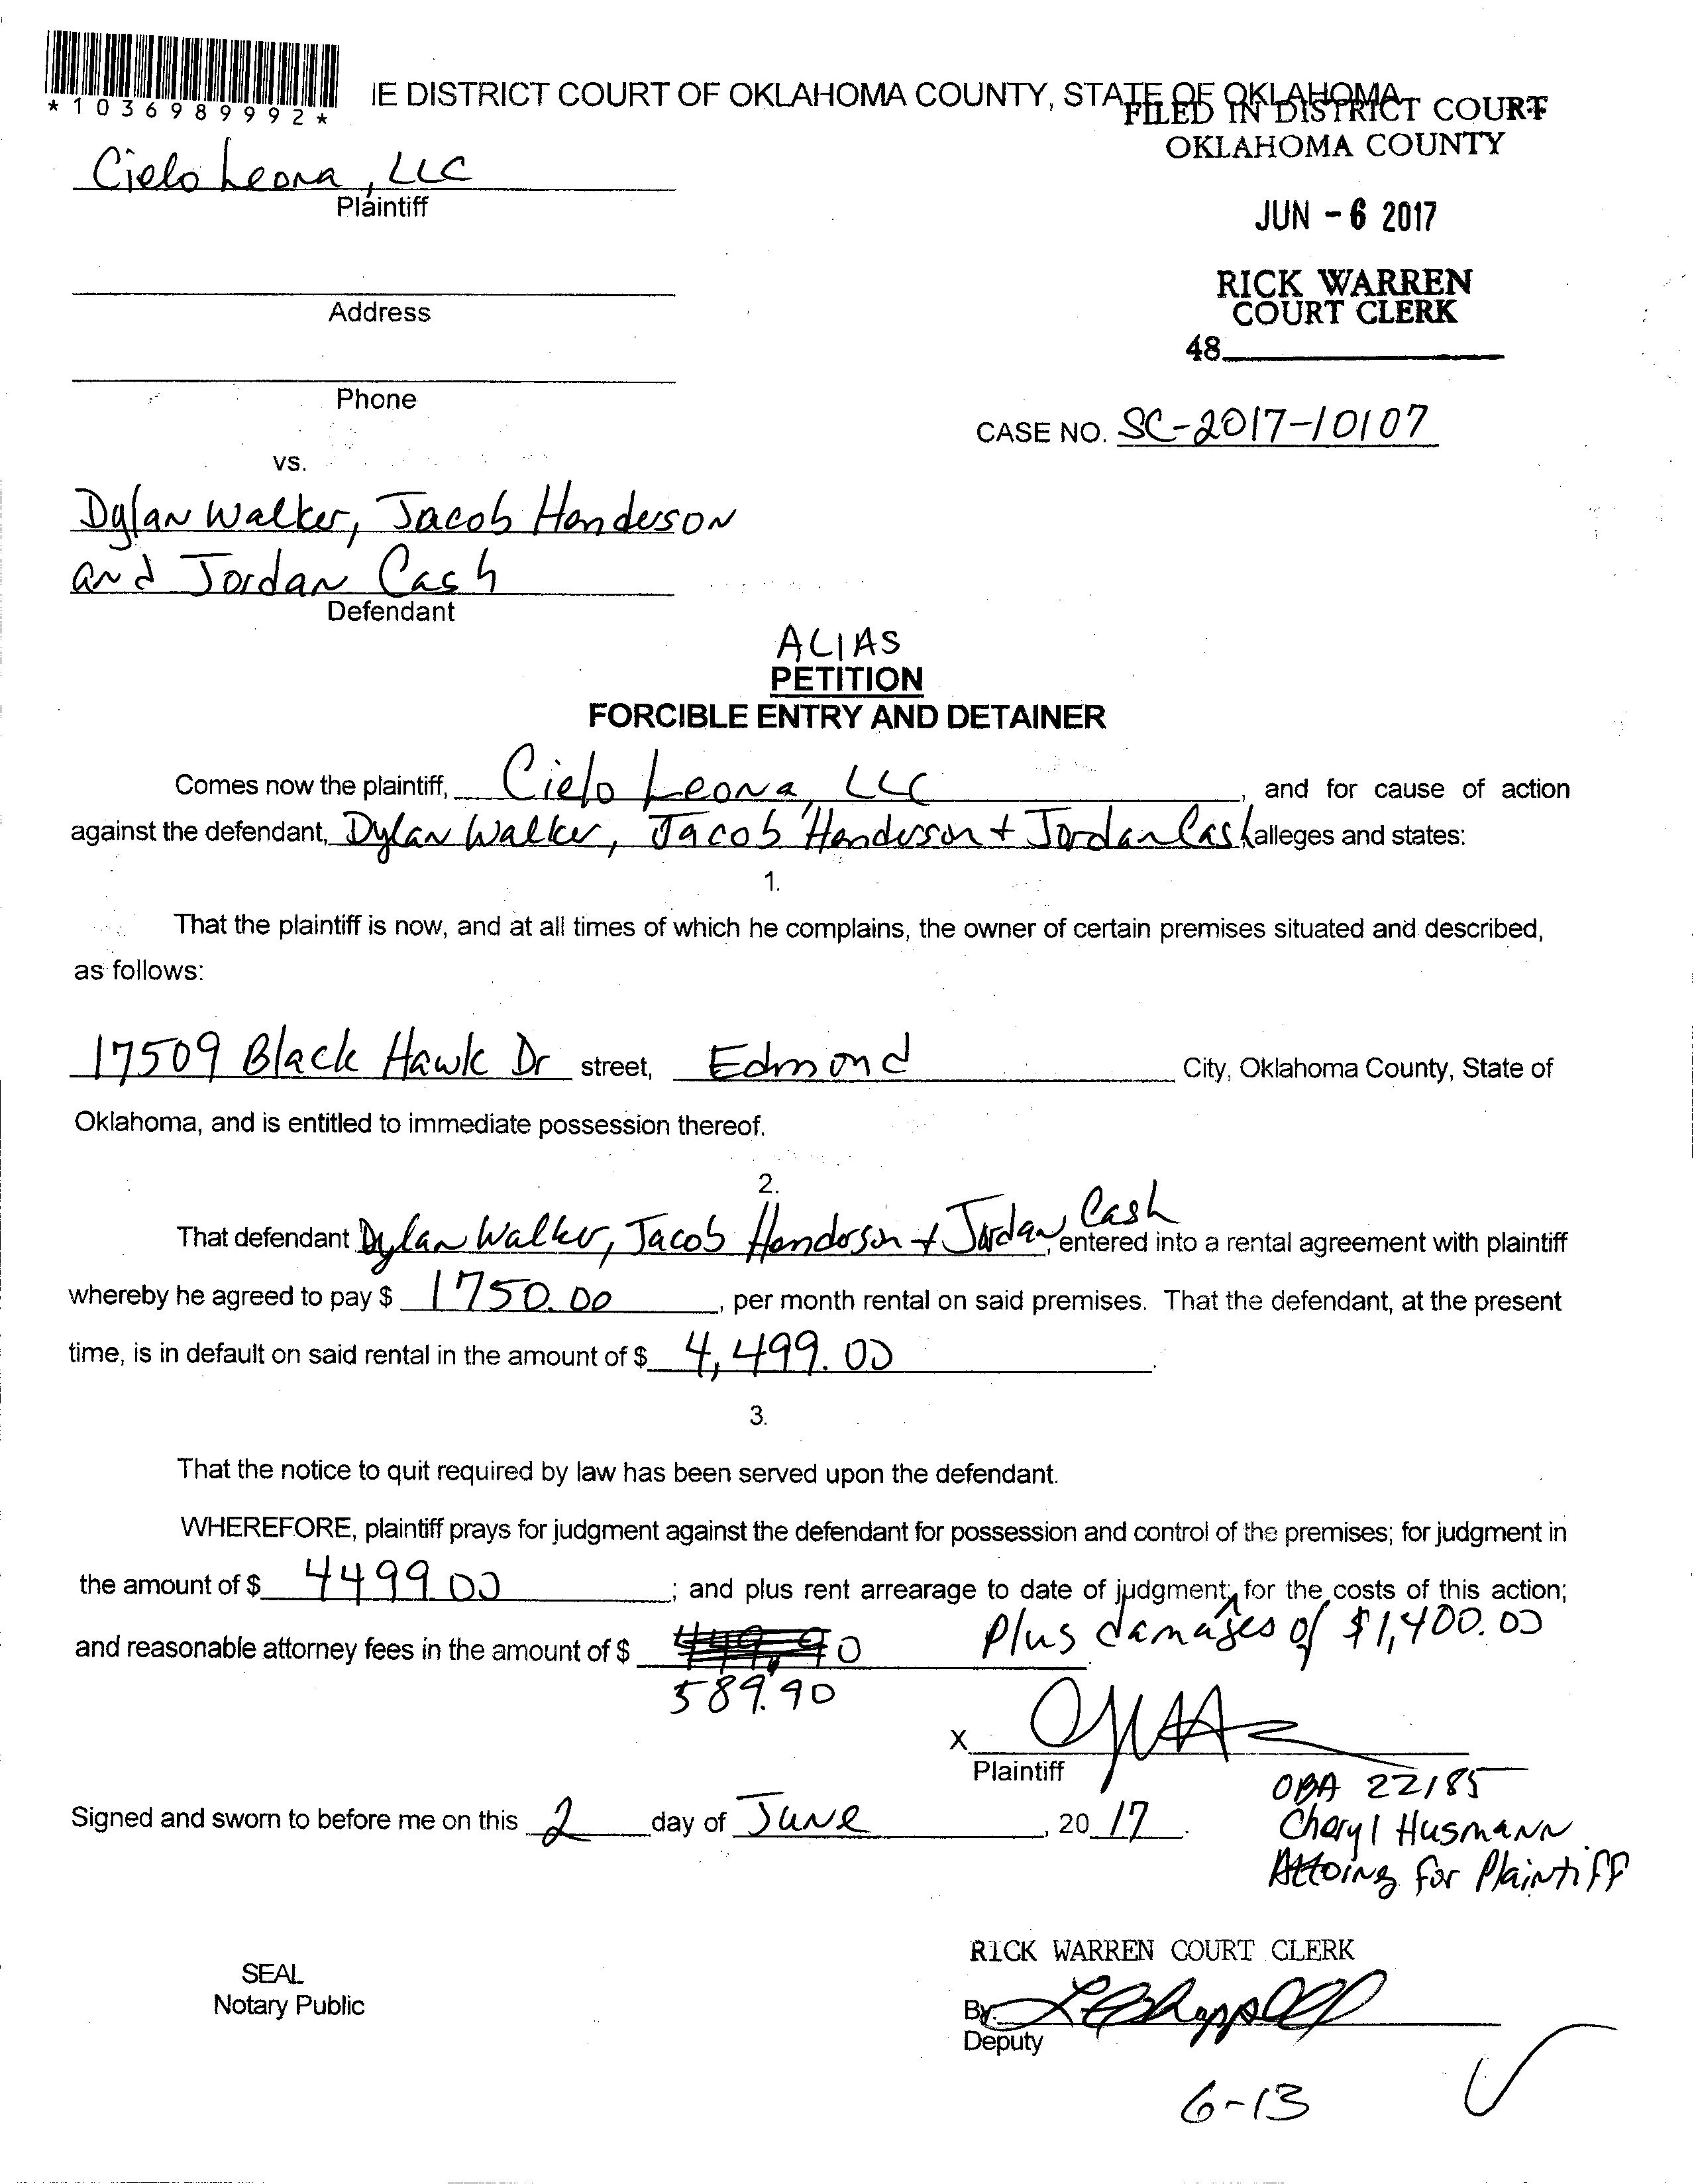 *1036989992*
IE DISTRICT COURT OF OKLAHOMA COUNTY, STATE OF OKLAHOMA
FILED IN DISTRICT COURT
OKLAHOMA COUNTY
Cielo Leona, LLC
Plaintiff
JUN - 6 2017
Address
RICK WARREN
COURT CLERK
48
Phone
CASE NO. SC-2017-10107
vs.
Dylan Walker, Jacob Henderson
and Jordan Cash
Defendant
ALIAS
PETITION
FORCIBLE ENTRY AND DETAINER
Comes now the plaintiff, Cielo Leona, LLC, and for cause of action
against the defendant, Dylan Walker, Jacob Henderson + Jordan Cash alleges and states:
1.
That the plaintiff is now, and at all times of which he complains, the owner of certain premises situated and described,
as follows:
17509 Black Hawk Dr street, Edmond City, Oklahoma County, State of
Oklahoma, and is entitled to immediate possession thereof.
2.
That defendant Dylan Walker, Jacob Henderson + Jordan Cash, entered into a rental agreement with plaintiff
whereby he agreed to pay $ 1750.00, per month rental on said premises. That the defendant, at the present
time, is in default on said rental in the amount of $ 4,499.00.
3.
That the notice to quit required by law has been served upon the defendant.
WHEREFORE, plaintiff prays for judgment against the defendant for possession and control of the premises; for judgment in
the amount of $ 4499.00; and plus rent arrearage to date of judgment; for the costs of this action;
Plus damages of $1,400.00
and reasonable attorney fees in the amount of $ 449.90
589.90
X
Plaintiff
OBA 22185
Signed and sworn to before me on this 2 day of June, 20 17.
Cheryl Husmann
Attoing for Plaintiff
RICK WARREN COURT CLERK
SEAL
Notary Public
By
Deputy
6-13